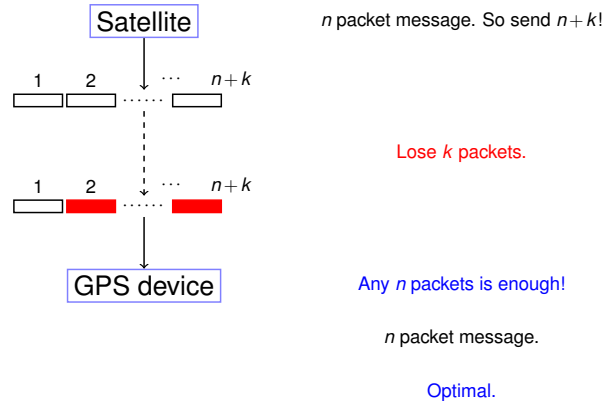 Satellite
n packet message. So send n+k!
1 2 ··· n+k
······
Lose k packets.
1 2 ··· n+k
······
GPS device
Any n packets is enough!
n packet message.
Optimal.